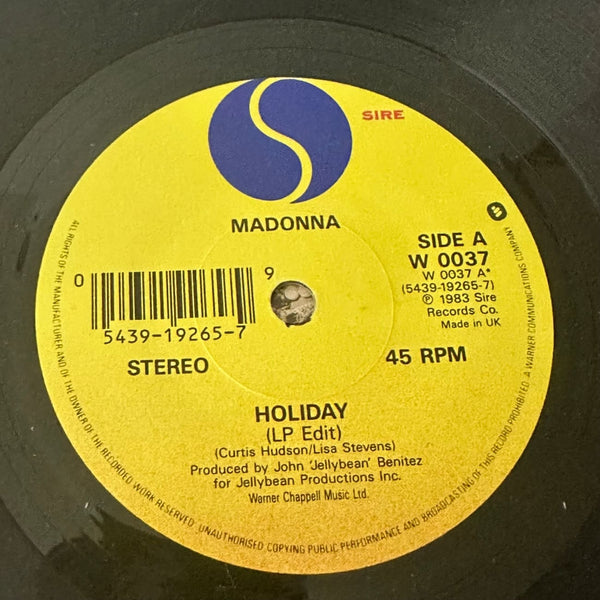 SIRE
MADONNA
SIDE A
W 0037
W 0037 A*
(5439-19265-7)
℗ 1983 Sire
Records Co.
Made in UK
0
9
5439-19265-7
STEREO
45 RPM
HOLIDAY
(LP Edit)
(Curtis Hudson/Lisa Stevens)
Produced by John 'Jellybean' Benitez
for Jellybean Productions Inc.
Warner Chappell Music Ltd.
ALL RIGHTS OF THE MANUFACTURER AND OF THE OWNER OF THE RECORDED WORK RESERVED. UNAUTHORISED COPYING PUBLIC PERFORMANCE AND BROADCASTING OF THIS RECORD PROHIBITED. A WARNER COMMUNICATIONS COMPANY